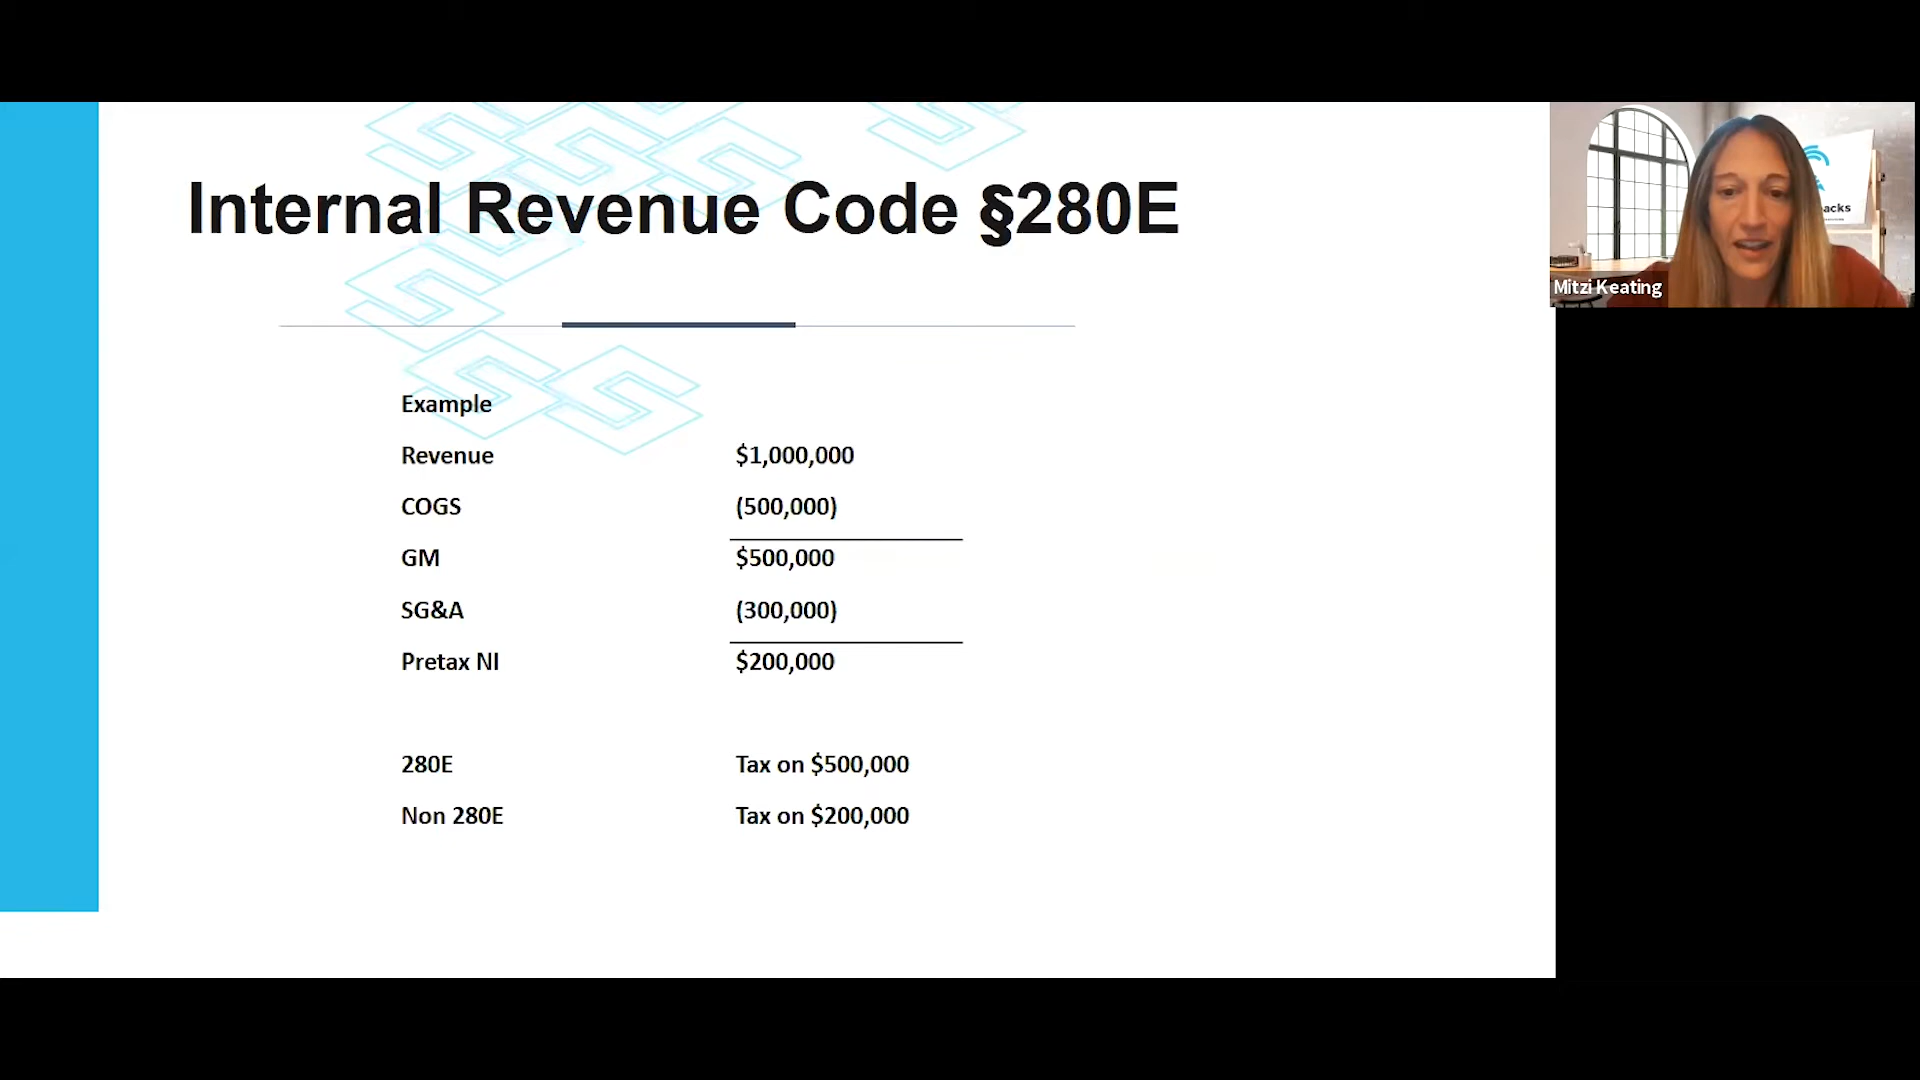 Internal Revenue Code §280E
Example
Revenue $1,000,000
COGS (500,000)
GM $500,000
SG&A (300,000)
Pretax NI $200,000
280E Tax on $500,000
Non 280E Tax on $200,000
Mitzi Keating